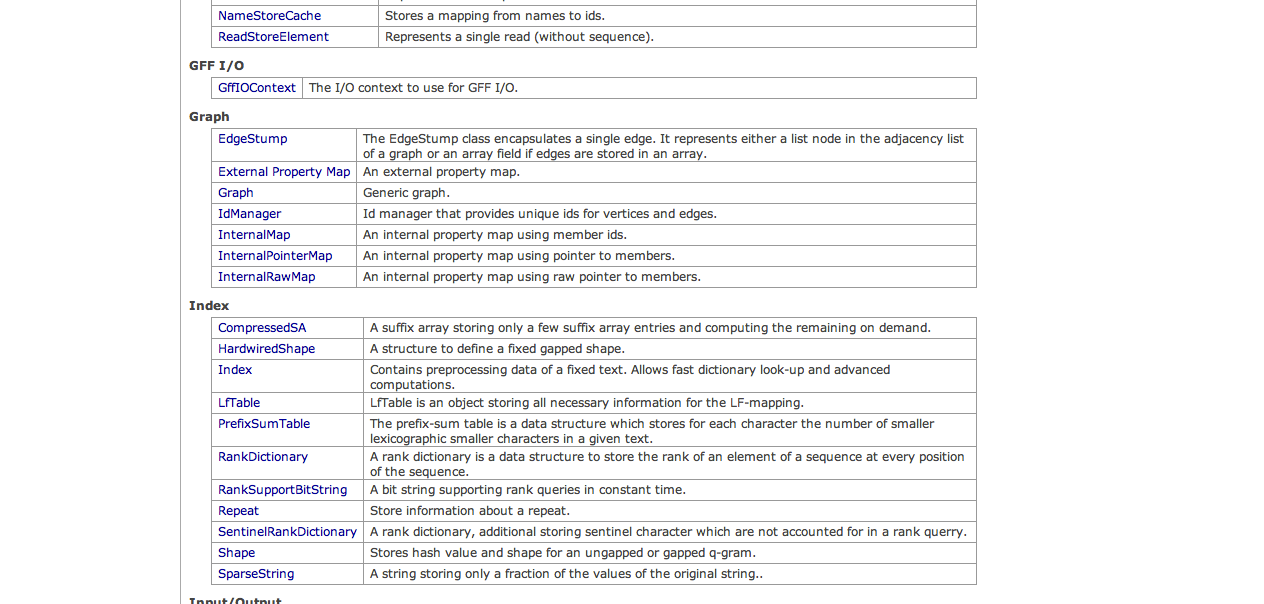 NameStoreCache Stores a mapping from names to ids.
ReadStoreElement Represents a single read (without sequence).
GFF I/O
GffIOContext The I/O context to use for GFF I/O.
Graph
EdgeStump The EdgeStump class encapsulates a single edge. It represents either a list node in the adjacency list
of a graph or an array field if edges are stored in an array.
External Property Map An external property map.
Graph Generic graph.
IdManager Id manager that provides unique ids for vertices and edges.
InternalMap An internal property map using member ids.
InternalPointerMap An internal property map using pointer to members.
InternalRawMap An internal property map using raw pointer to members.
Index
CompressedSA A suffix array storing only a few suffix array entries and computing the remaining on demand.
HardwiredShape A structure to define a fixed gapped shape.
Index Contains preprocessing data of a fixed text. Allows fast dictionary look-up and advanced
computations.
LfTable LfTable is an object storing all necessary information for the LF-mapping.
PrefixSumTable The prefix-sum table is a data structure which stores for each character the number of smaller
lexicographic smaller characters in a given text.
RankDictionary A rank dictionary is a data structure to store the rank of an element of a sequence at every position
of the sequence.
RankSupportBitString A bit string supporting rank queries in constant time.
Repeat Store information about a repeat.
SentinelRankDictionary A rank dictionary, additional storing sentinel character which are not accounted for in a rank querry.
Shape Stores hash value and shape for an ungapped or gapped q-gram.
SparseString A string storing only a fraction of the values of the original string..
Input/Output